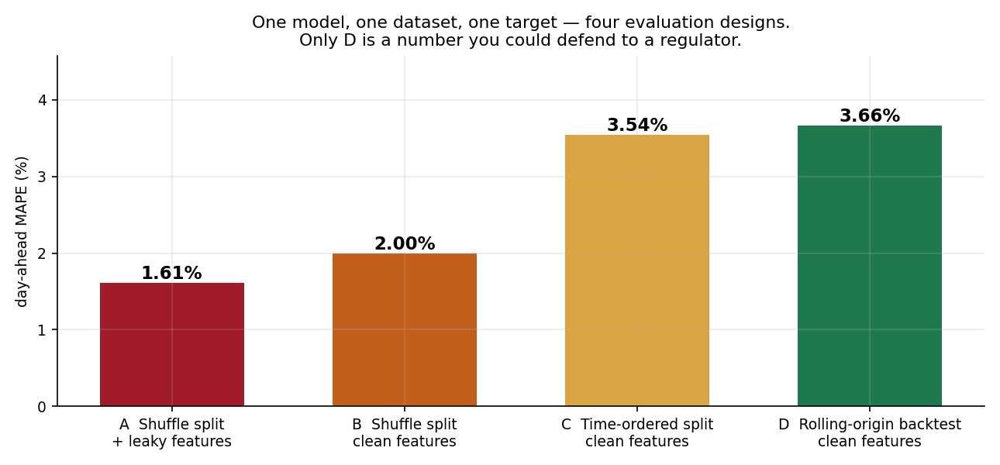 One model, one dataset, one target — four evaluation designs.
Only D is a number you could defend to a regulator.
day-ahead MAPE (%)
4
3
2
1
0
1.61%
2.00%
3.54%
3.66%
A  Shuffle split
+ leaky features
B  Shuffle split
clean features
C  Time-ordered split
clean features
D  Rolling-origin backtest
clean features